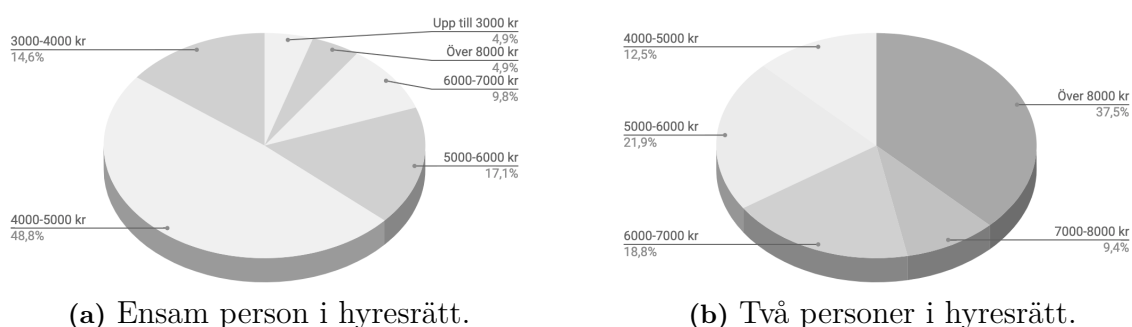 Upp till 3000 kr
4,9%
3000-4000 kr
14,6%
Över 8000 kr
4,9%
6000-7000 kr
9,8%
5000-6000 kr
17,1%
4000-5000 kr
48,8%
(a) Ensam person i hyresrätt.
4000-5000 kr
12,5%
Över 8000 kr
37,5%
5000-6000 kr
21,9%
6000-7000 kr
18,8%
7000-8000 kr
9,4%
(b) Två personer i hyresrätt.